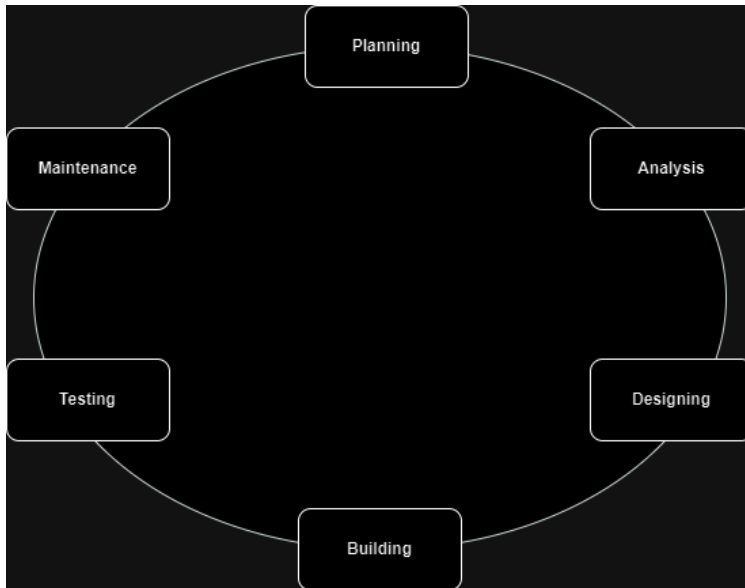 Planning
Maintenance
Analysis
Testing
Designing
Building